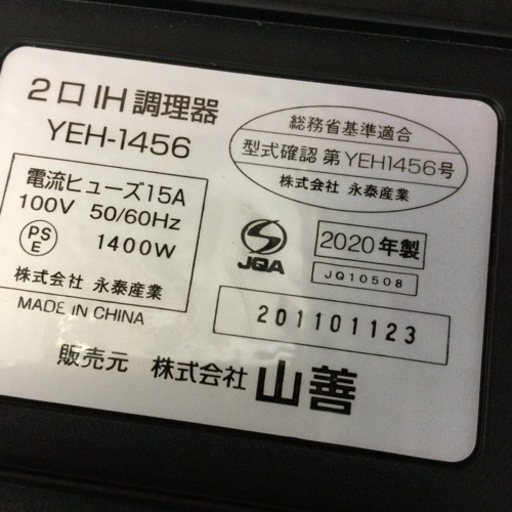 2口IH調理器
YEH-1456
総務省基準適合
型式確認 第 YEH1456号
株式会社 永泰産業
電流ヒューズ15A
100V 50/60Hz
PSE 1400W
株式会社 永泰産業
JQA
2020年製
JQ10508
MADE IN CHINA
201101123
販売元 株式会社 山善